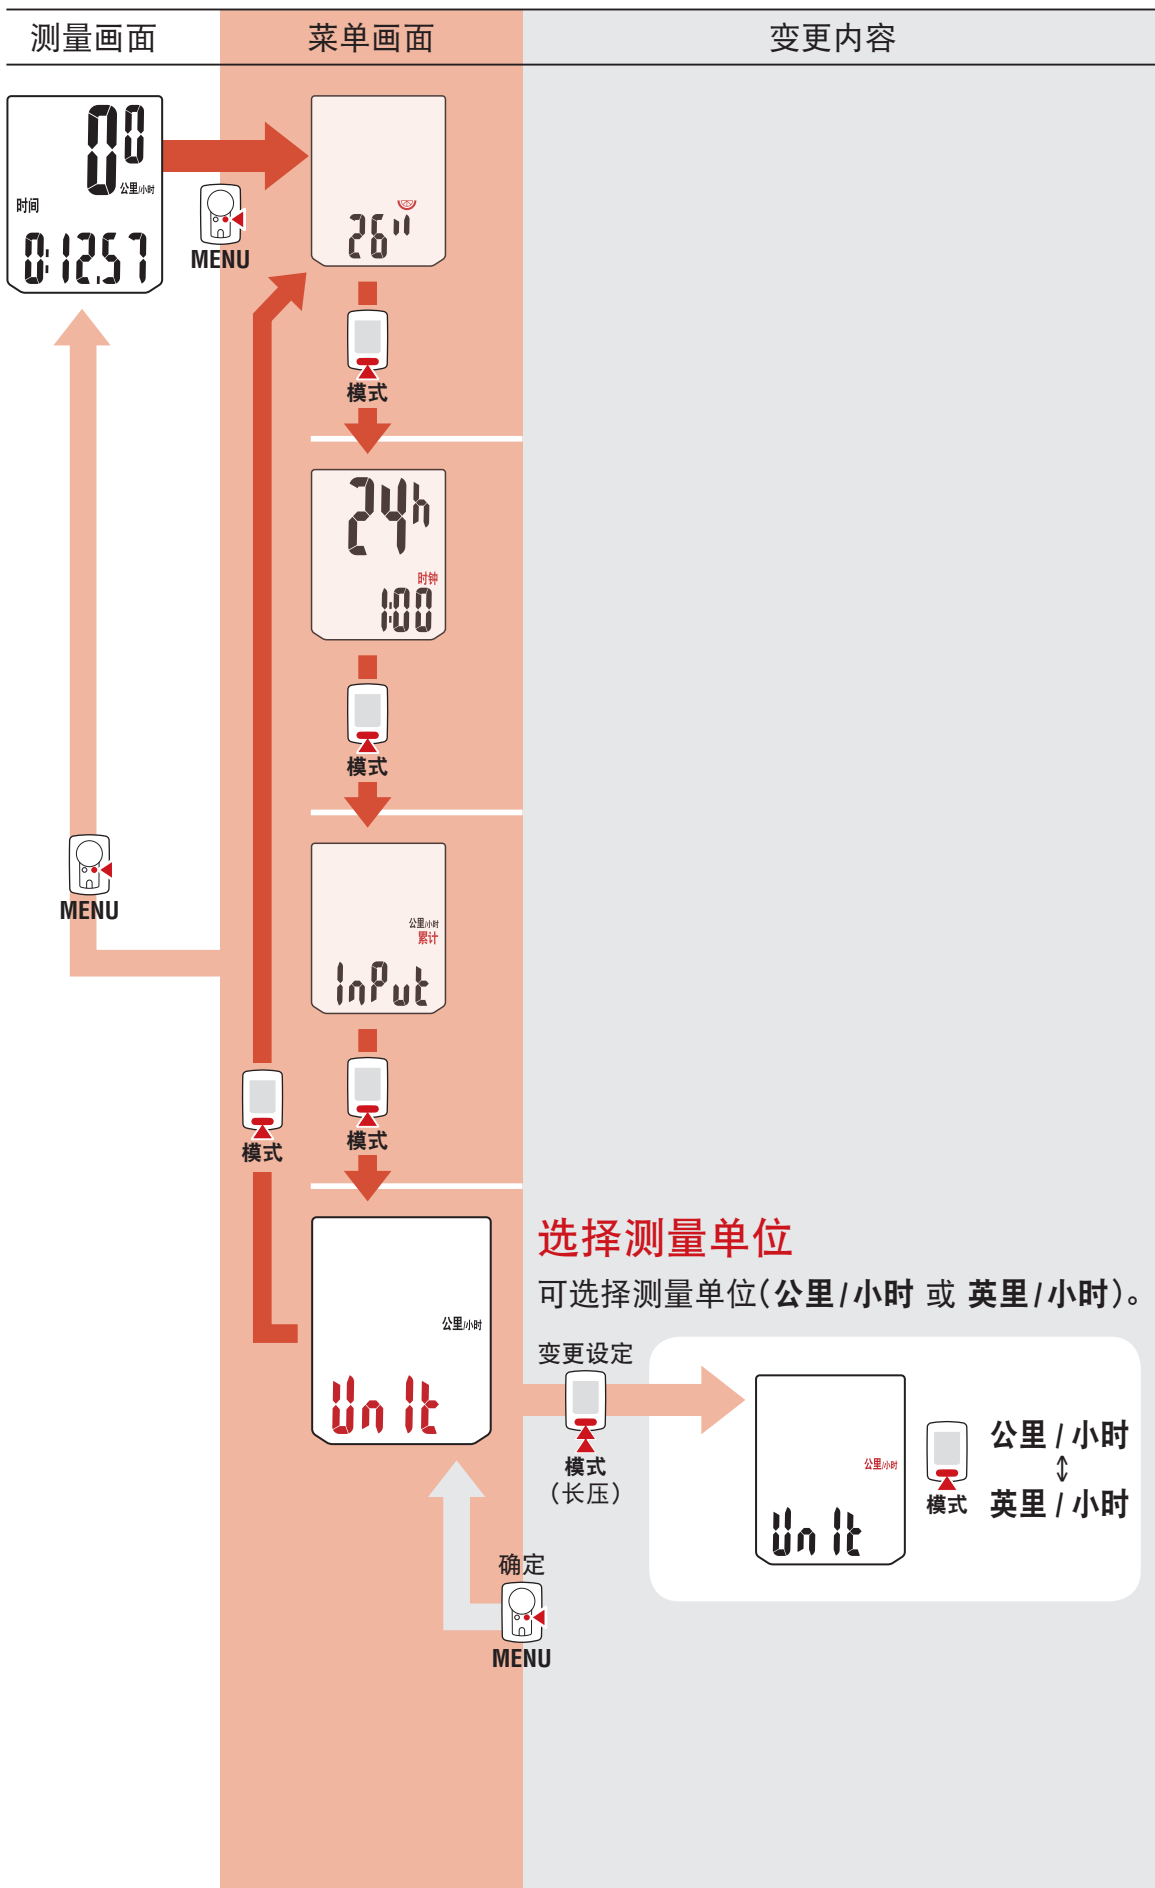 测量画面
菜单画面
变更内容
00
公里/小时
时间
0:12.57
MENU
26"
模式
24h
时钟
1:00
模式
MENU
公里/小时
累计
InPut
模式
模式
选择测量单位
可选择测量单位(公里/小时 或 英里/小时)。
公里/小时
UnIt
变更设定
模式
(长压)
公里/小时
UnIt
模式
公里/小时
英里/小时
确定
MENU